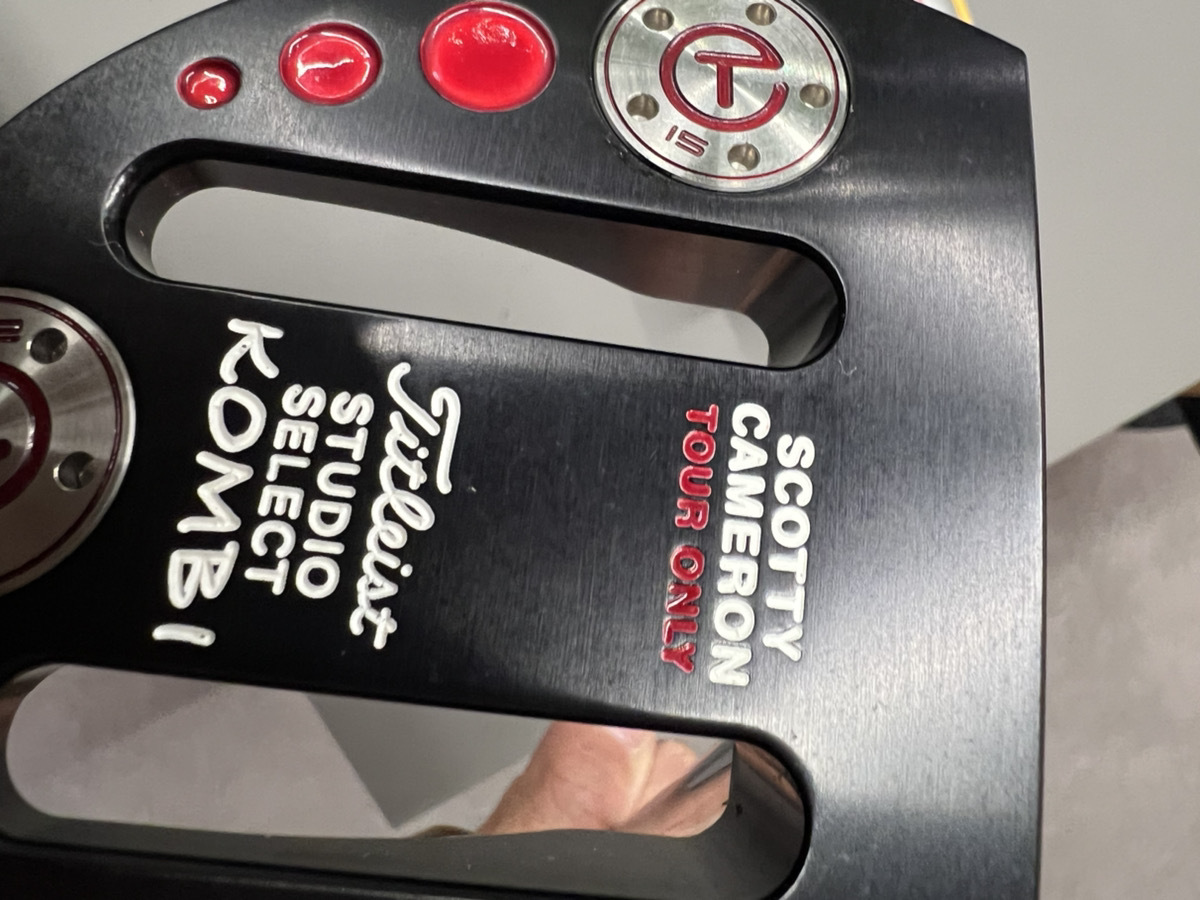 SCOTTY
CAMERON
TOUR ONLY
Titleist
STUDIO
SELECT
KOMBI
15